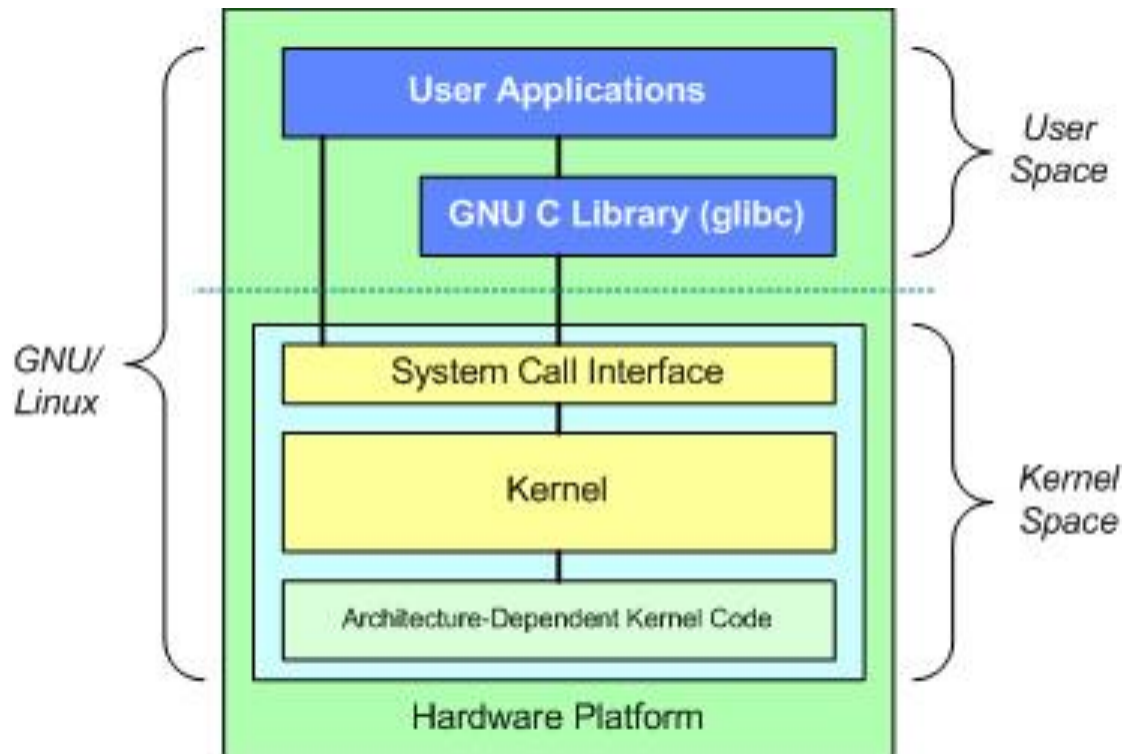 User Applications
User
Space
GNU C Library (glibc)
GNU/
Linux
System Call Interface
Kernel
Kernel
Space
Architecture-Dependent Kernel Code
Hardware Platform